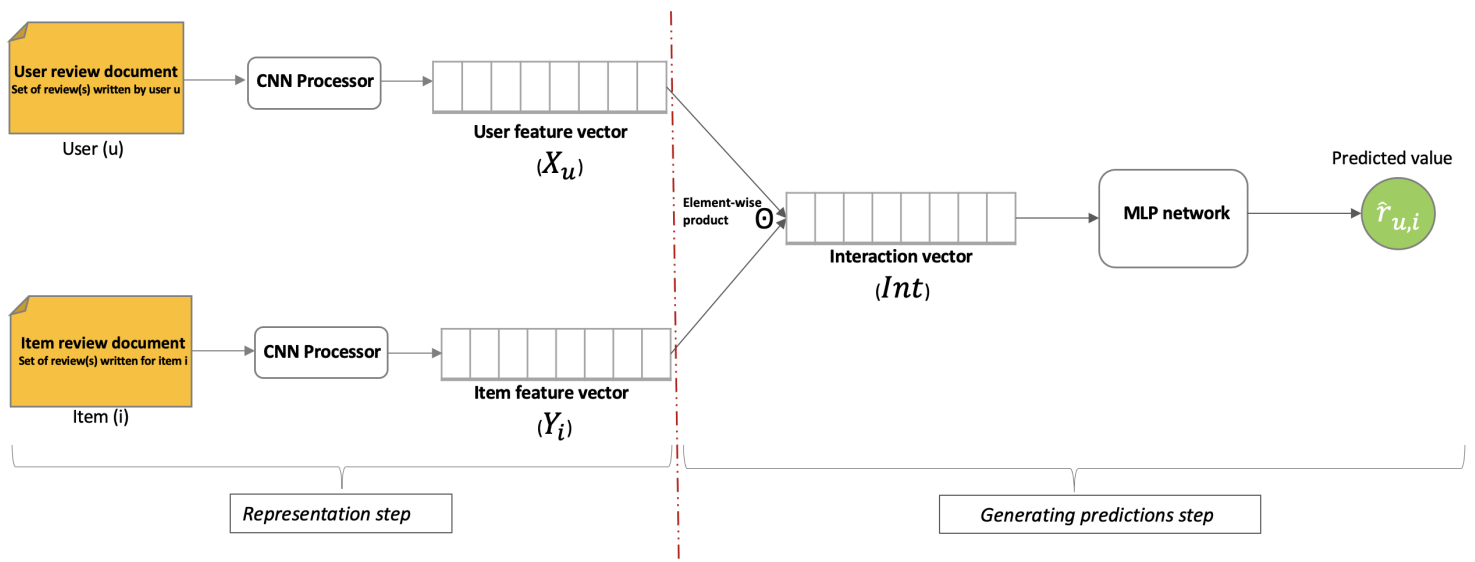 User review document
Set of review(s) written by user u
User (u)
CNN Processor
User feature vector
(X_u)
Item review document
Set of review(s) written for item i
Item (i)
CNN Processor
Item feature vector
(Y_i)
Representation step
Element-wise
product ʘ
Interaction vector
(Int)
MLP network
Predicted value
r̂_{u,i}
Generating predictions step